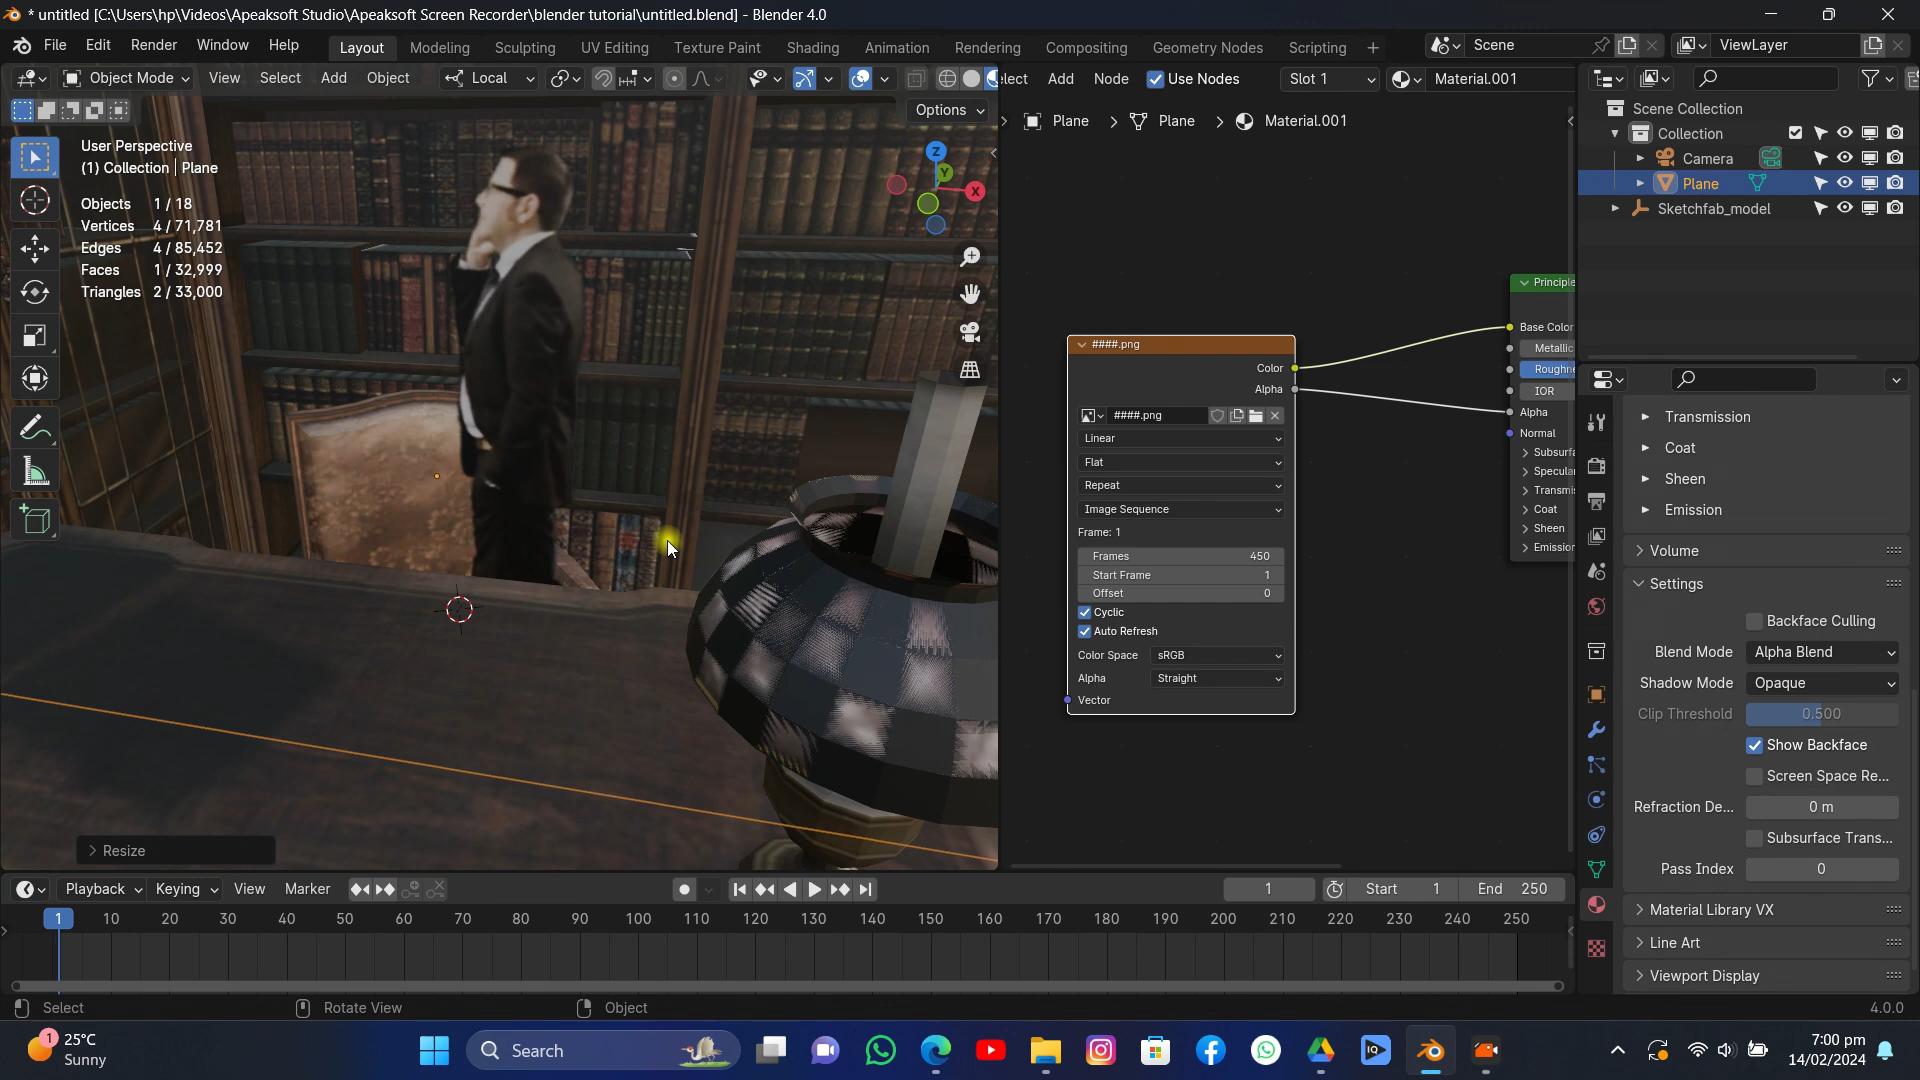 * untitled [C:\Users\hp\Videos\Apeaksoft Studio\Apeaksoft Screen Recorder\blender tutorial\untitled.blend] - Blender 4.0
File Edit Render Window Help Layout Modeling Sculpting UV Editing Texture Paint Shading Animation Rendering Compositing Geometry Nodes Scripting + Scene ViewLayer
Object Mode View Select Add Object Local
Options
User Perspective
(1) Collection | Plane
Objects 1 / 18
Vertices 4 / 71,781
Edges 4 / 85,452
Faces 1 / 32,999
Triangles 2 / 33,000
Z
Y
X
Resize
elect Add Node Use Nodes Slot 1 Material.001
Plane > Plane > Material.001
####.png
Color
Alpha
####.png
Linear
Flat
Repeat
Image Sequence
Frame: 1
Frames 450
Start Frame 1
Offset 0
Cyclic
Auto Refresh
Color Space sRGB
Alpha Straight
Vector
Principle
Base Color
Metallic
Roughne
IOR
Alpha
Normal
Subsurfa
Specula
Transmi
Coat
Sheen
Emission
Scene Collection
Collection
Camera
Plane
Sketchfab_model
Transmission
Coat
Sheen
Emission
Volume
Settings
Backface Culling
Blend Mode Alpha Blend
Shadow Mode Opaque
Clip Threshold 0.500
Show Backface
Screen Space Re...
Refraction De... 0 m
Subsurface Trans...
Pass Index 0
Material Library VX
Line Art
Viewport Display
Playback Keying View Marker 1 Start 1 End 250
1 10 20 30 40 50 60 70 80 90 100 110 120 130 140 150 160 170 180 190 200 210 220 230 240 250
Select Rotate View Object 4.0.0
1 25°C
Sunny
Search
IQ
7:00 pm
14/02/2024